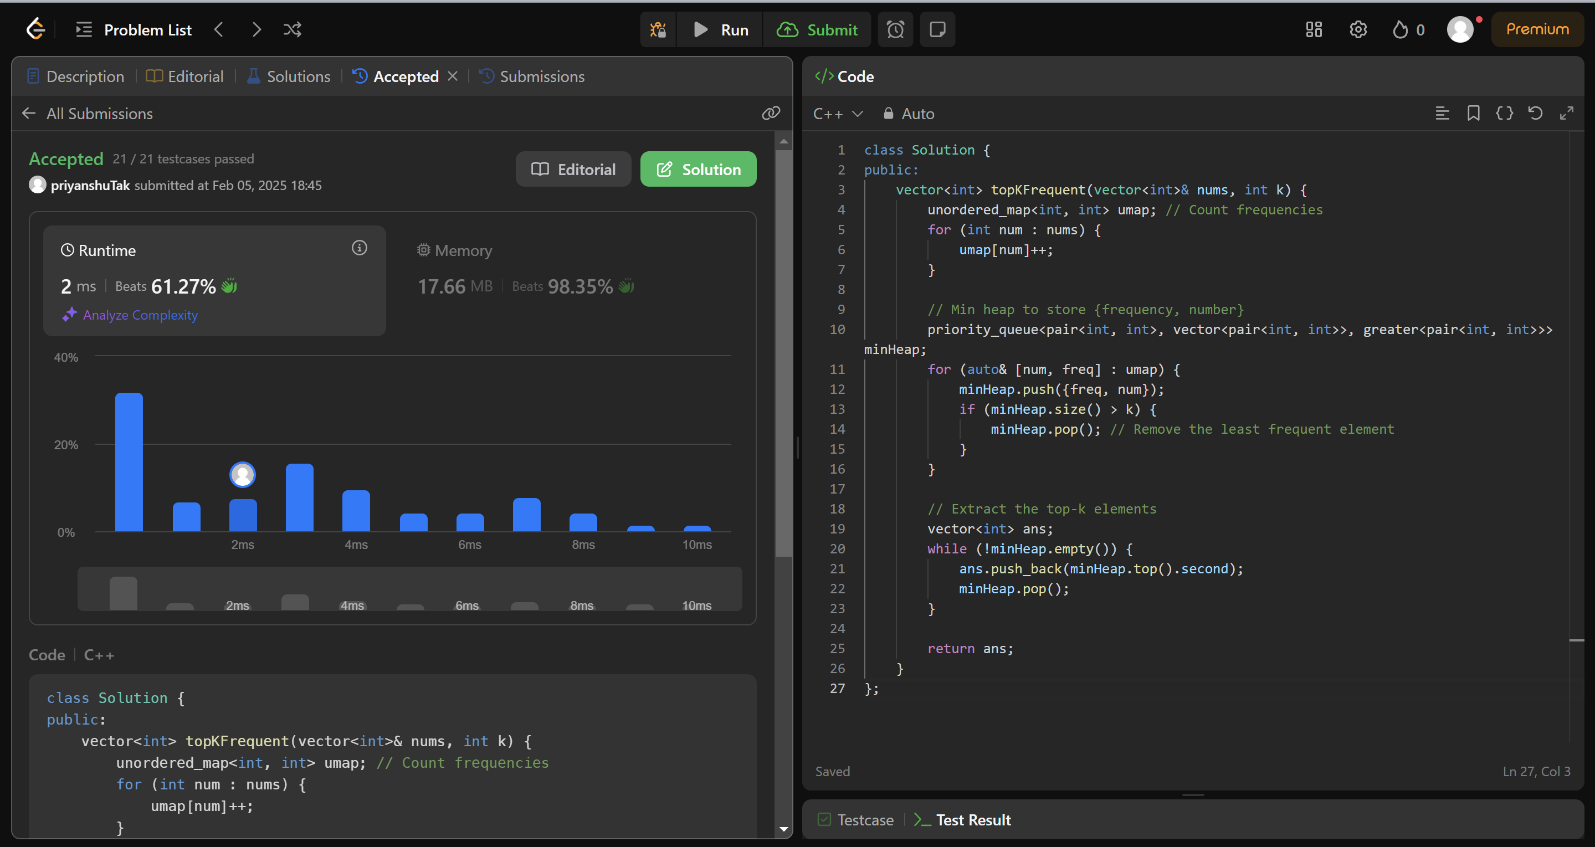 Problem List
Run
Submit
0
Premium
Description
Editorial
Solutions
Accepted
Submissions
All Submissions
Accepted 21 / 21 testcases passed
priyanshuTak submitted at Feb 05, 2025 18:45
Editorial
Solution
Runtime
2 ms | Beats 61.27%
Analyze Complexity
Memory
17.66 MB | Beats 98.35%
40%
20%
0%
2ms 4ms 6ms 8ms 10ms
2ms 4ms 6ms 8ms 10ms
Code | C++
class Solution {
public:
    vector<int> topKFrequent(vector<int>& nums, int k) {
        unordered_map<int, int> umap; // Count frequencies
        for (int num : nums) {
            umap[num]++;
        }
</> Code
C++ Auto
1 class Solution {
2 public:
3     vector<int> topKFrequent(vector<int>& nums, int k) {
4         unordered_map<int, int> umap; // Count frequencies
5         for (int num : nums) {
6             umap[num]++;
7         }
8
9         // Min heap to store {frequency, number}
10         priority_queue<pair<int, int>, vector<pair<int, int>>, greater<pair<int, int>>>
minHeap;
11         for (auto& [num, freq] : umap) {
12             minHeap.push({freq, num});
13             if (minHeap.size() > k) {
14                 minHeap.pop(); // Remove the least frequent element
15             }
16         }
17
18         // Extract the top-k elements
19         vector<int> ans;
20         while (!minHeap.empty()) {
21             ans.push_back(minHeap.top().second);
22             minHeap.pop();
23         }
24
25         return ans;
26     }
27 };
Saved
Ln 27, Col 3
Testcase
Test Result